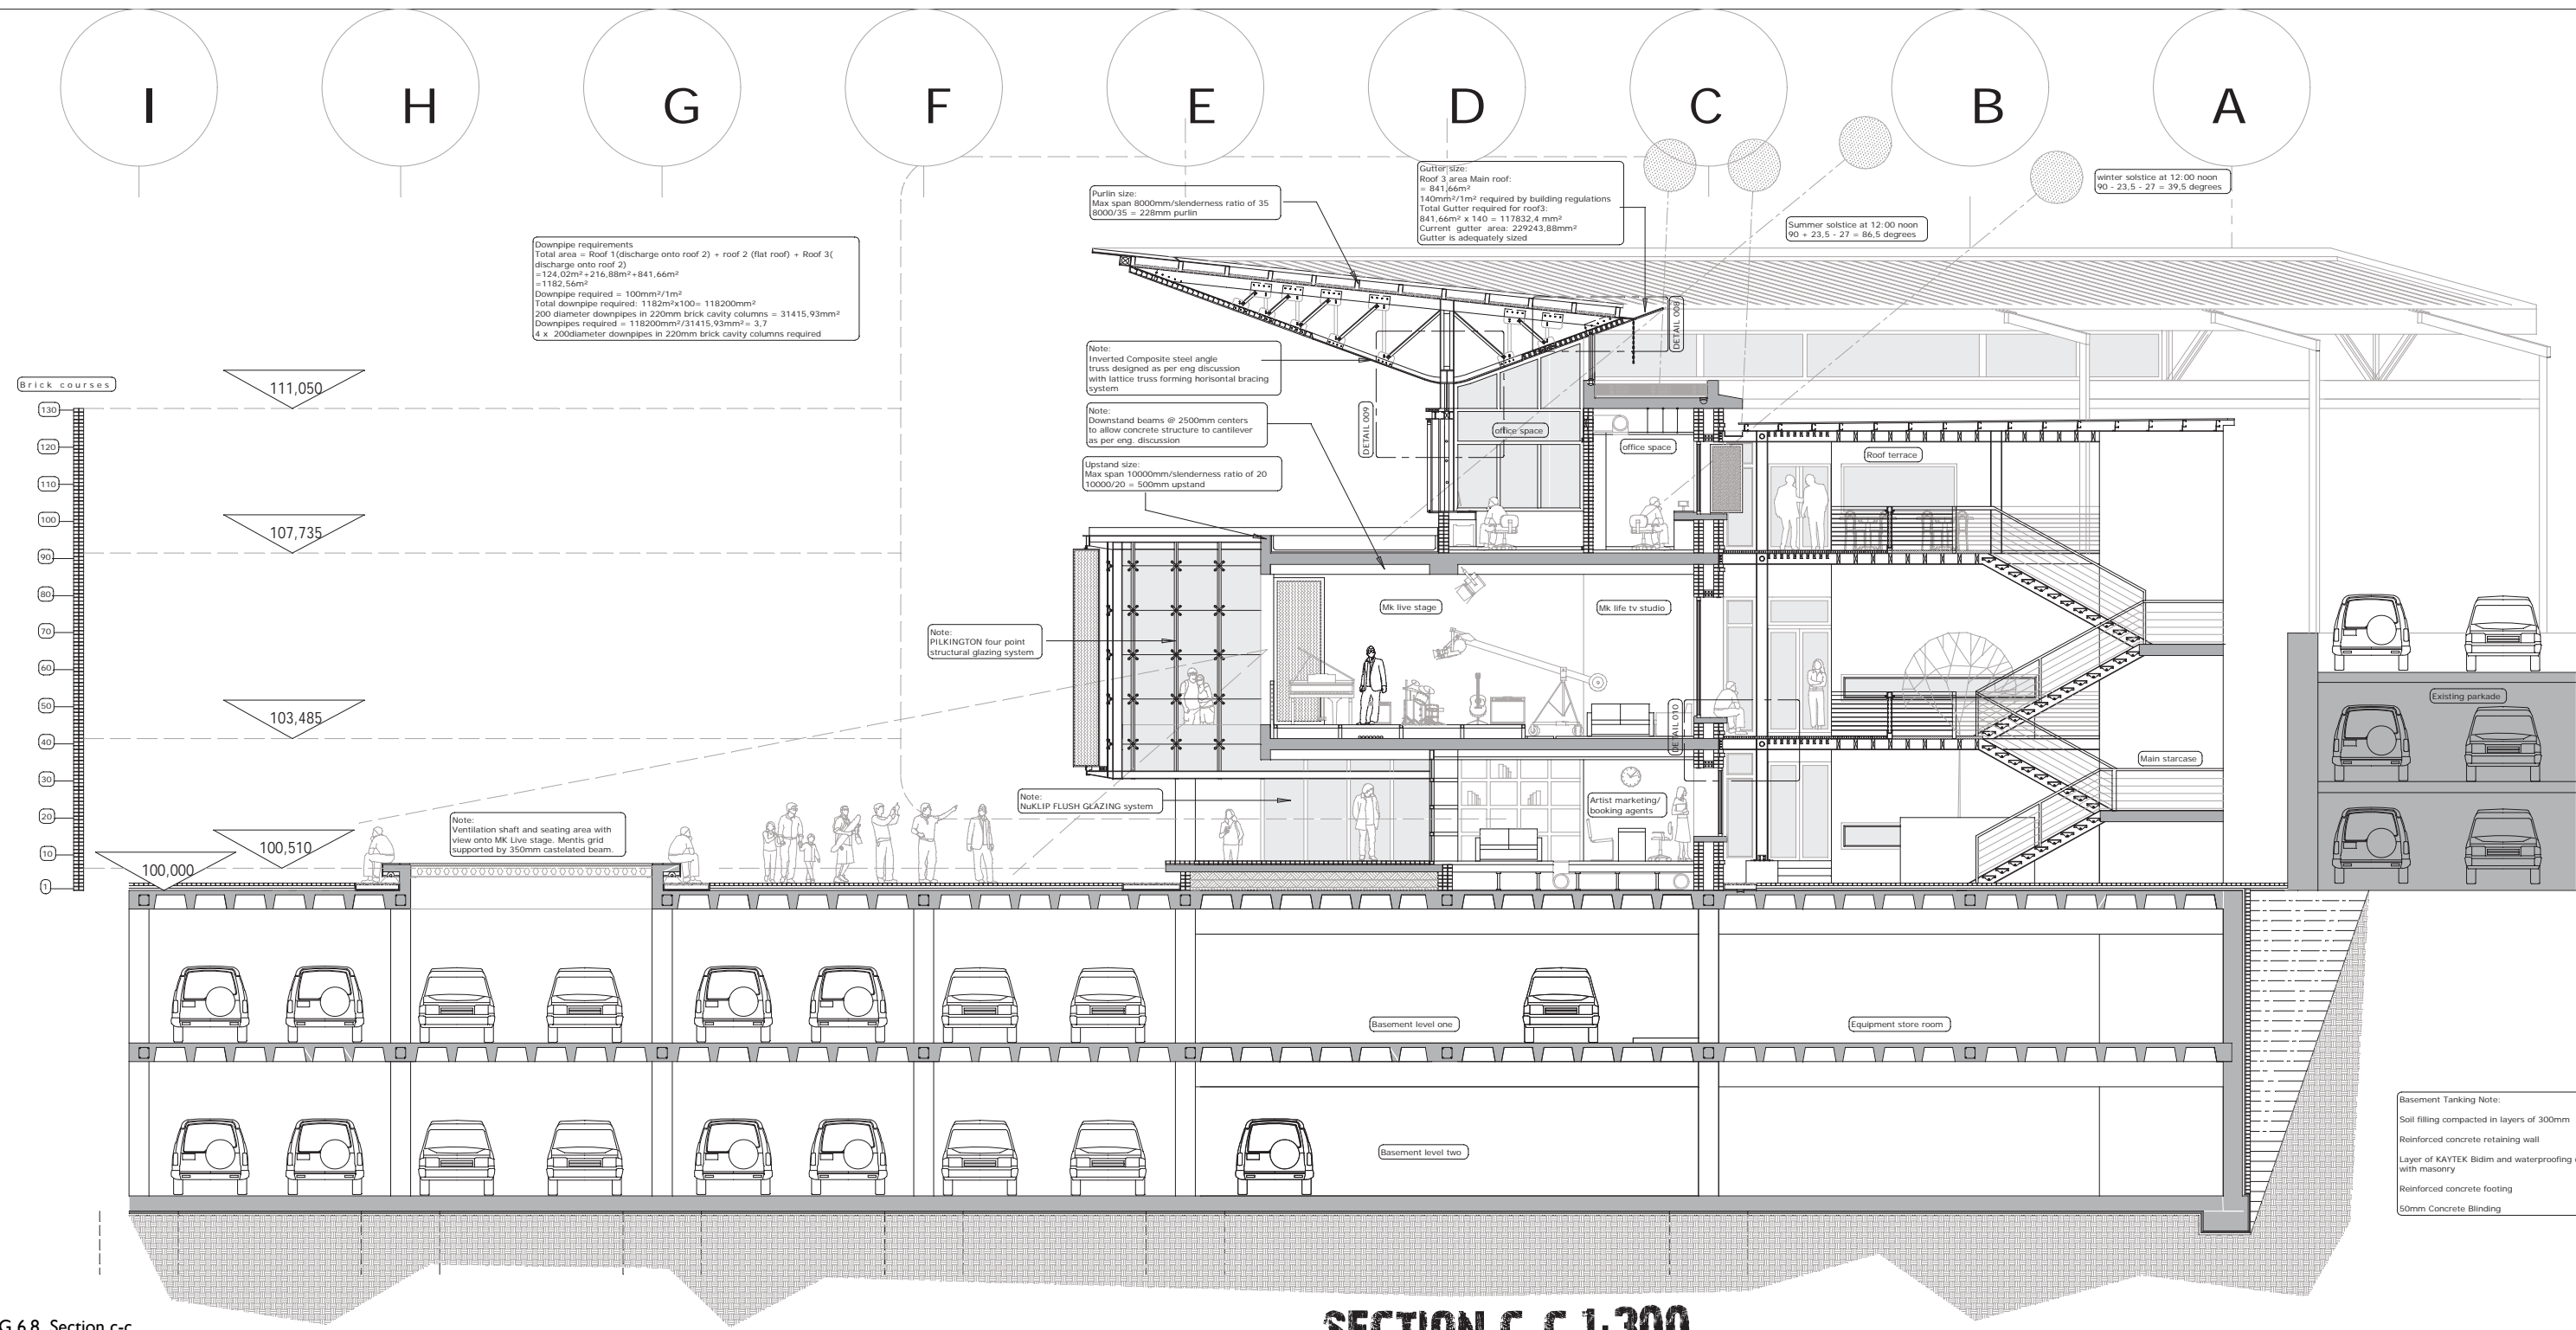 I
H
G
F
E
D
C
B
A
Gutter size:
Roof 3 area Main roof:
= 841,66m²
140mm²/1m² required by building regulations
Total Gutter required for roof3:
841,66m² x 140 = 117832,4 mm²
Current gutter area: 229243,88mm²
Gutter is adequately sized
winter solstice at 12:00 noon
90 - 23,5 - 27 = 39,5 degrees
Purlin size:
Max span 8000mm/slenderness ratio of 35
8000/35 = 228mm purlin
Summer solstice at 12:00 noon
90 + 23,5 - 27 = 86,5 degrees
Downpipe requirements
Total area = Roof 1(discharge onto roof 2) + roof 2 (flat roof) + Roof 3(
discharge onto roof 2)
=124,02m²+216,88m²+841,66m²
=1182,56m²
Downpipe required = 100mm²/1m²
Total downpipe required: 1182m²x100= 118200mm²
200 diameter downpipes in 220mm brick cavity columns = 31415,93mm²
Downpipes required = 118200mm²/31415,93mm²= 3,7
4 x 200diameter downpipes in 220mm brick cavity columns required
DETAIL 008
Note:
Inverted Composite steel angle
truss designed as per eng discussion
with lattice truss forming horisontal bracing
system
Brick courses
111,050
130
120
110
100
90
80
70
60
50
40
30
20
10
1
Note:
Downstand beams @ 2500mm centers
to allow concrete structure to cantilever
as per eng. discussion
DETAIL 009
office space
office space
Roof terrace
Upstand size:
Max span 10000mm/slenderness ratio of 20
10000/20 = 500mm upstand
107,735
Mk live stage
Mk life tv studio
Note:
PILKINGTON four point
structural glazing system
103,485
DETAIL 010
Existing parkade
Main starcase
Note:
NuKLIP FLUSH GLAZING system
Artist marketing/
booking agents
Note:
Ventilation shaft and seating area with
view onto MK Live stage. Mentis grid
supported by 350mm castelated beam.
100,510
100,000
Basement level one
Equipment store room
Basement level two
Basement Tanking Note:
Soil filling compacted in layers of 300mm
Reinforced concrete retaining wall
Layer of KAYTEK Bidim and waterproofing
with masonry
Reinforced concrete footing
50mm Concrete Blinding
SECTION C-C 1:300
G 6.8. Section c-c